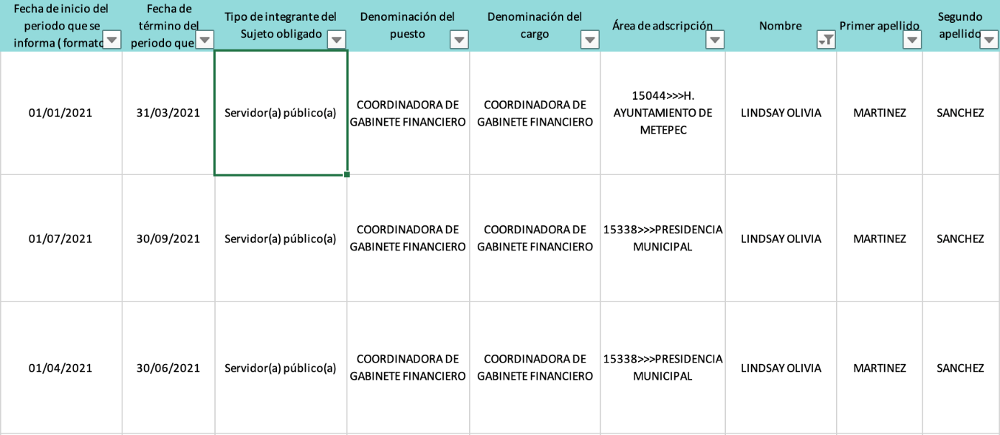 Fecha de inicio del
periodo que se
informa ( formato
Fecha de
término del
periodo que
Tipo de integrante del
Sujeto obligado
Denominación del
puesto
Denominación del
cargo
Área de adscripción
Nombre
Primer apellido
Segundo
apellido
01/01/2021
31/03/2021
Servidor(a) público(a)
COORDINADORA DE
GABINETE FINANCIERO
COORDINADORA DE
GABINETE FINANCIERO
15044>>>H.
AYUNTAMIENTO DE
METEPEC
LINDSAY OLIVIA
MARTINEZ
SANCHEZ
01/07/2021
30/09/2021
Servidor(a) público(a)
COORDINADORA DE
GABINETE FINANCIERO
COORDINADORA DE
GABINETE FINANCIERO
15338>>>PRESIDENCIA
MUNICIPAL
LINDSAY OLIVIA
MARTINEZ
SANCHEZ
01/04/2021
30/06/2021
Servidor(a) público(a)
COORDINADORA DE
GABINETE FINANCIERO
COORDINADORA DE
GABINETE FINANCIERO
15338>>>PRESIDENCIA
MUNICIPAL
LINDSAY OLIVIA
MARTINEZ
SANCHEZ